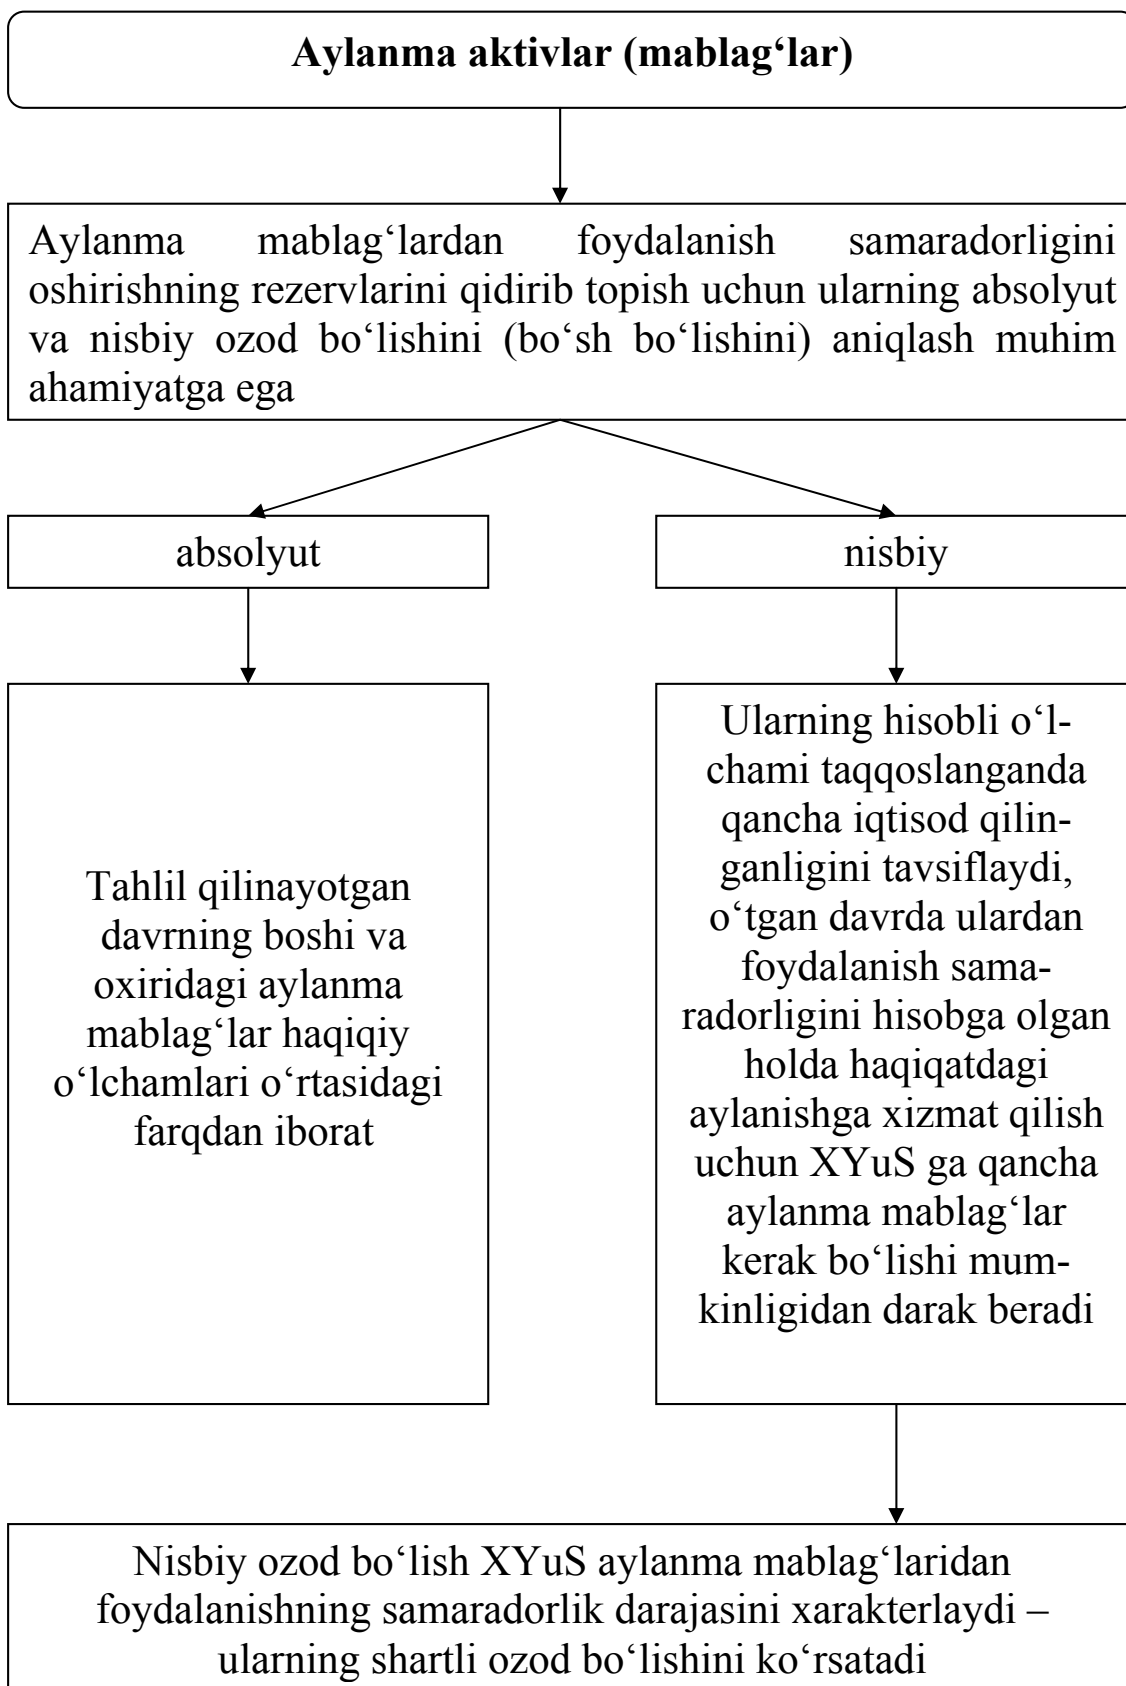 Aylanma aktivlar (mablag‘lar)
Aylanma mablag‘lardan foydalanish samaradorligini
oshirishning rezervlarini qidirib topish uchun ularning absolyut
va nisbiy ozod bo‘lishini (bo‘sh bo‘lishini) aniqlash muhim
ahamiyatga ega
absolyut
nisbiy
Tahlil qilinayotgan
davrning boshi va
oxiridagi aylanma
mablag‘lar haqiqiy
o‘lchamlari o‘rtasidagi
farqdan iborat
Ularning hisobli o‘l-
chami taqqoslanganda
qancha iqtisod qilin-
ganligini tavsiflaydi,
o‘tgan davrda ulardan
foydalanish sama-
radorligini hisobga olgan
holda haqiqatdagi
aylanishga xizmat qilish
uchun XYuS ga qancha
aylanma mablag‘lar
kerak bo‘lishi mum-
kinligidan darak beradi
Nisbiy ozod bo‘lish XYuS aylanma mablag‘laridan
foydalanishning samaradorlik darajasini xarakterlaydi –
ularning shartli ozod bo‘lishini ko‘rsatadi